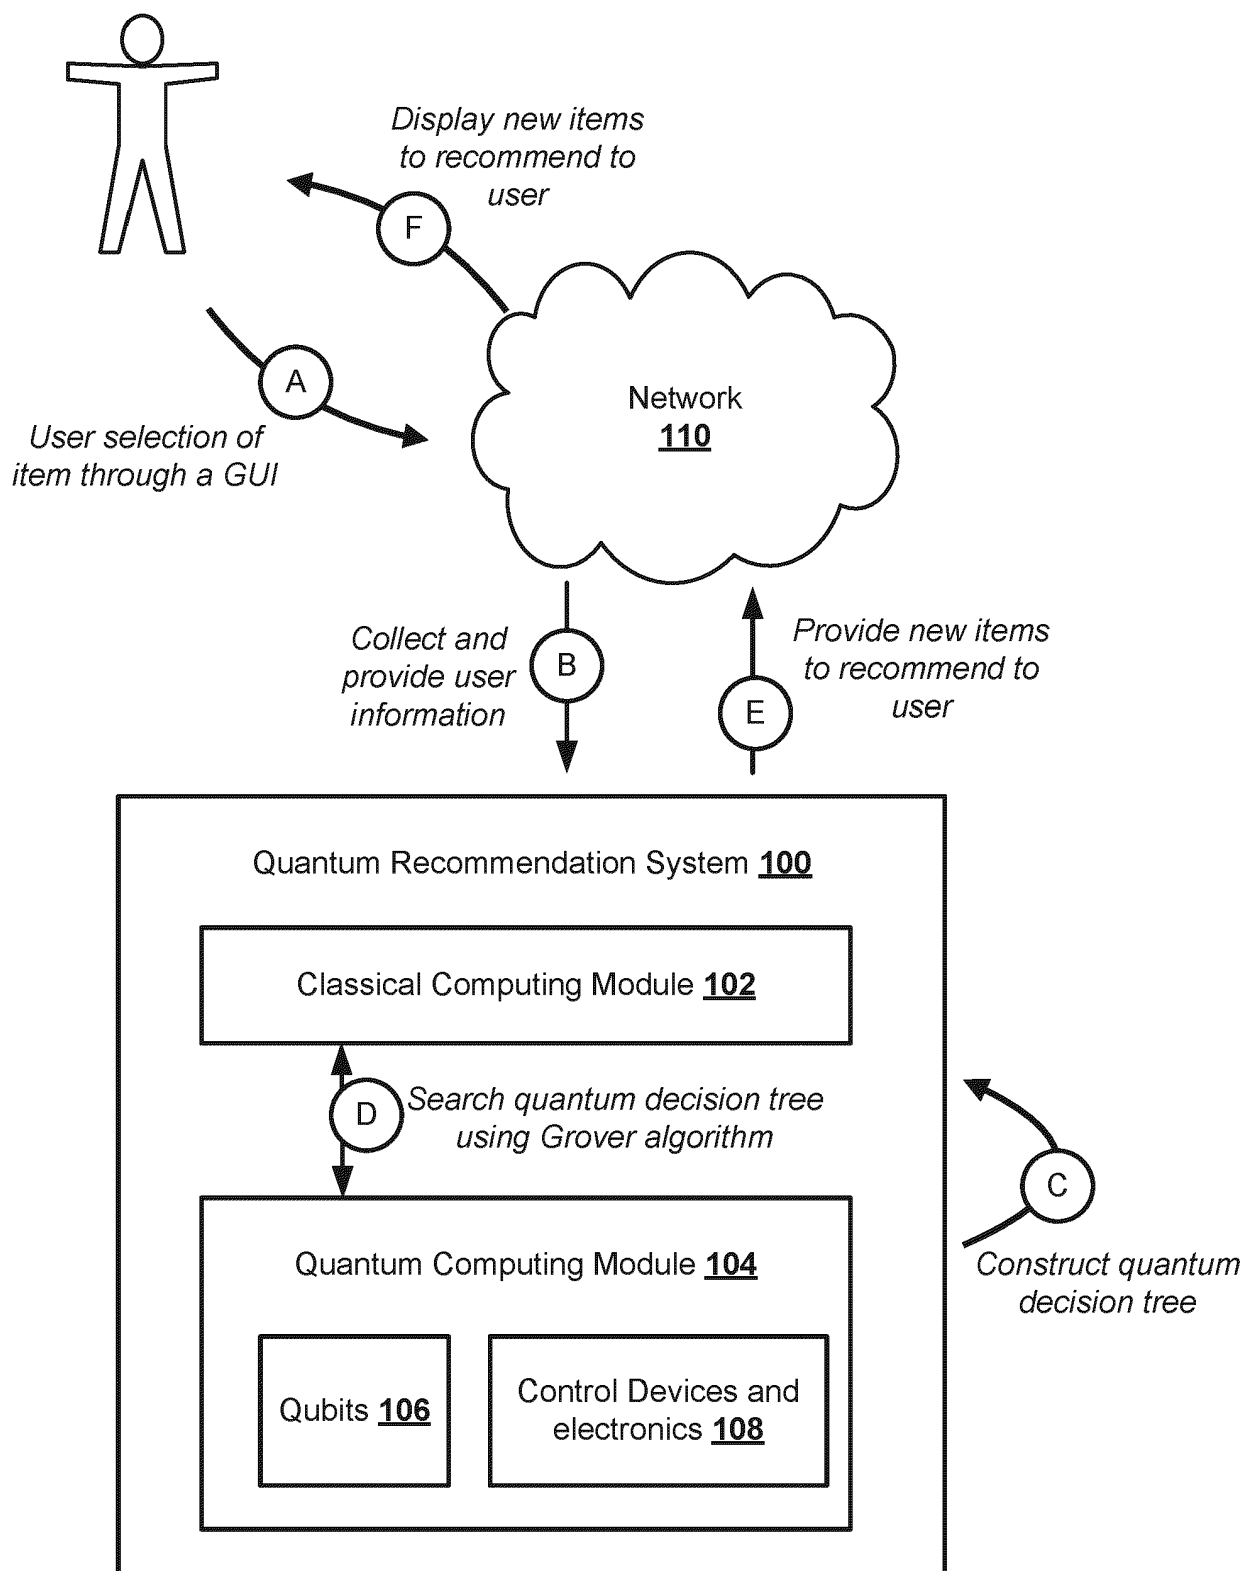 Display new items
to recommend to
user
F
A
User selection of
item through a GUI
Network
110
Collect and
provide user
information
B
Provide new items
to recommend to
user
E
Quantum Recommendation System 100
Classical Computing Module 102
D
Search quantum decision tree
using Grover algorithm
C
Construct quantum
decision tree
Quantum Computing Module 104
Qubits 106
Control Devices and
electronics 108